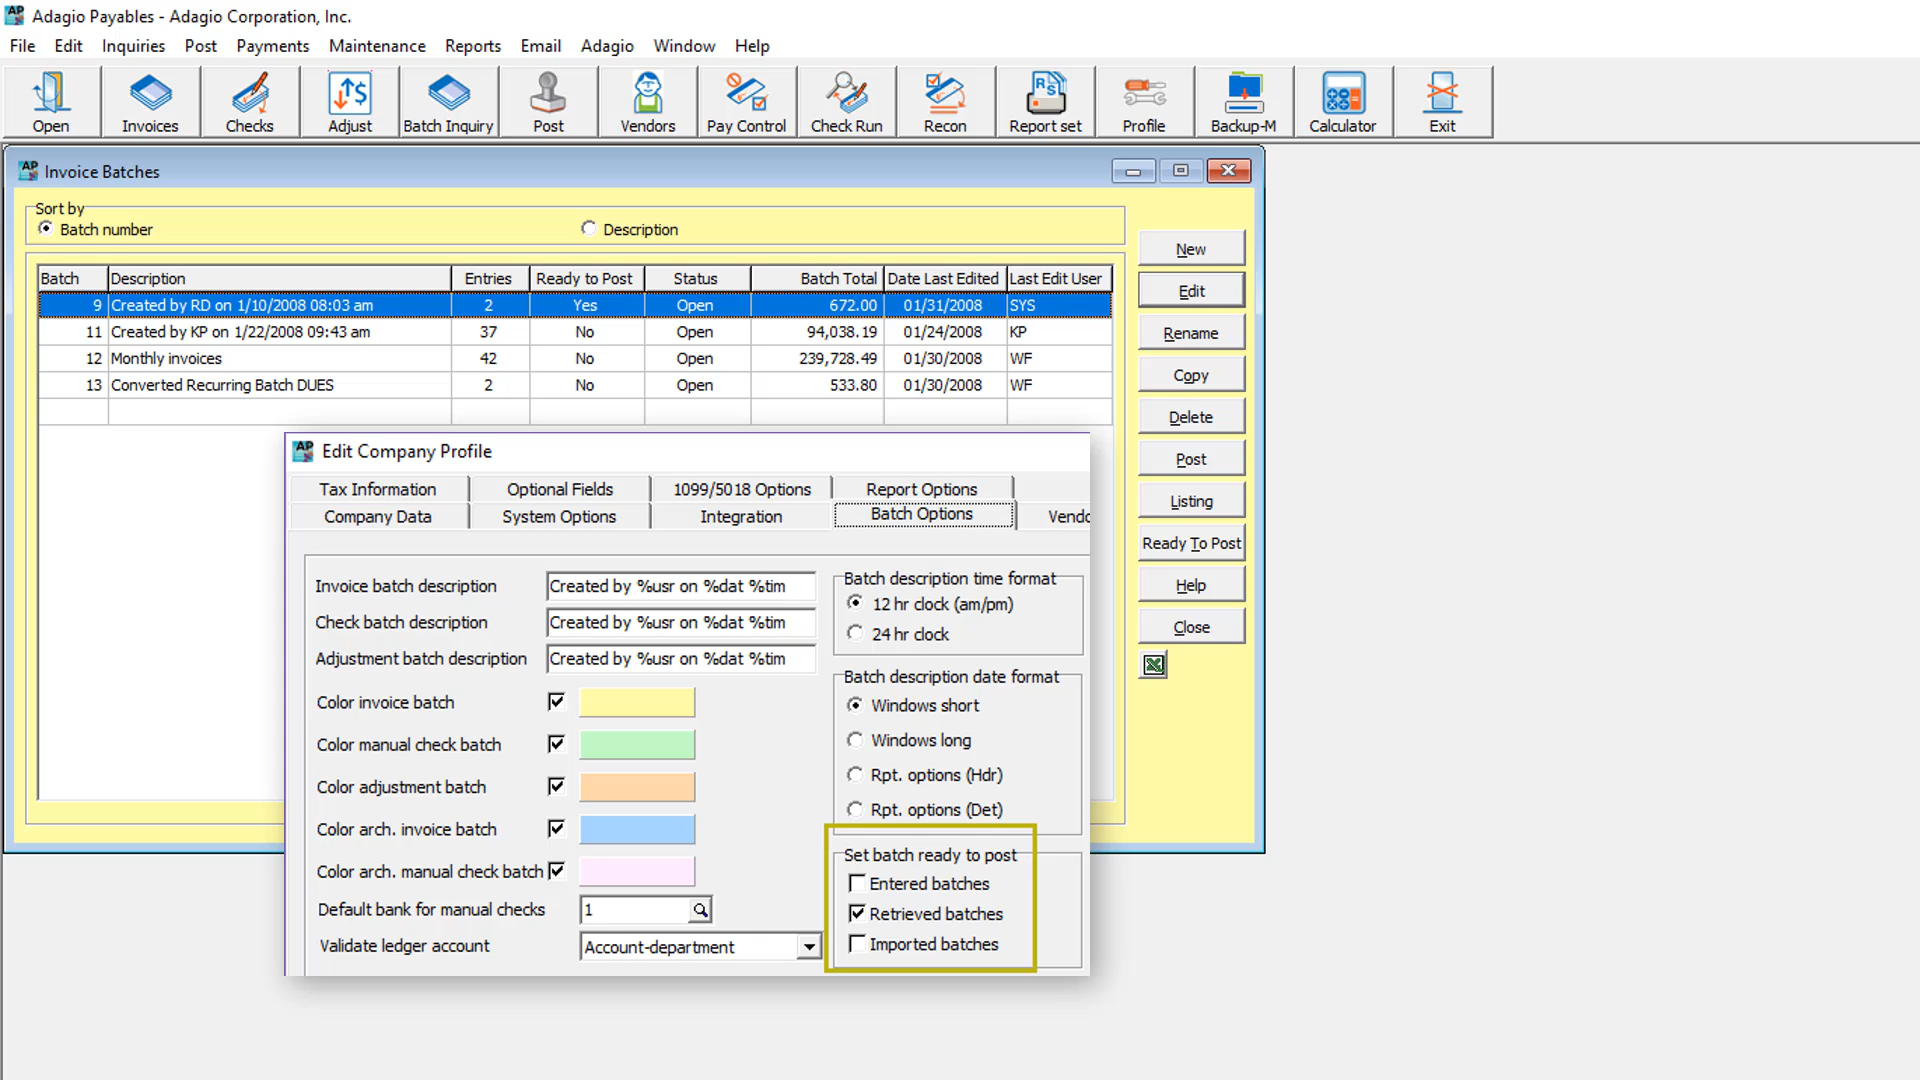 Adagio Payables - Adagio Corporation, Inc.
File Edit Inquiries Post Payments Maintenance Reports Email Adagio Window Help
Open Invoices Checks Adjust Batch Inquiry Post Vendors Pay Control Check Run Recon Report set Profile Backup-M Calculator Exit
Invoice Batches
Sort by
Batch number Description
Batch Description Entries Ready to Post Status Batch Total Date Last Edited Last Edit User
9 Created by RD on 1/10/2008 08:03 am 2 Yes Open 672.00 01/31/2008 SYS
11 Created by KP on 1/22/2008 09:43 am 37 No Open 94,038.19 01/24/2008 KP
12 Monthly invoices 42 No Open 239,728.49 01/30/2008 WF
13 Converted Recurring Batch DUES 2 No Open 533.80 01/30/2008 WF
New
Edit
Rename
Copy
Delete
Post
Listing
Ready To Post
Help
Close
Edit Company Profile
Tax Information Optional Fields 1099/5018 Options Report Options
Company Data System Options Integration Batch Options Vendo
Invoice batch description Created by %usr on %dat %tim
Check batch description Created by %usr on %dat %tim
Adjustment batch description Created by %usr on %dat %tim
Color invoice batch
Color manual check batch
Color adjustment batch
Color arch. invoice batch
Color arch. manual check batch
Default bank for manual checks 1
Validate ledger account Account-department
Batch description time format
12 hr clock (am/pm)
24 hr clock
Batch description date format
Windows short
Windows long
Rpt. options (Hdr)
Rpt. options (Det)
Set batch ready to post
Entered batches
Retrieved batches
Imported batches